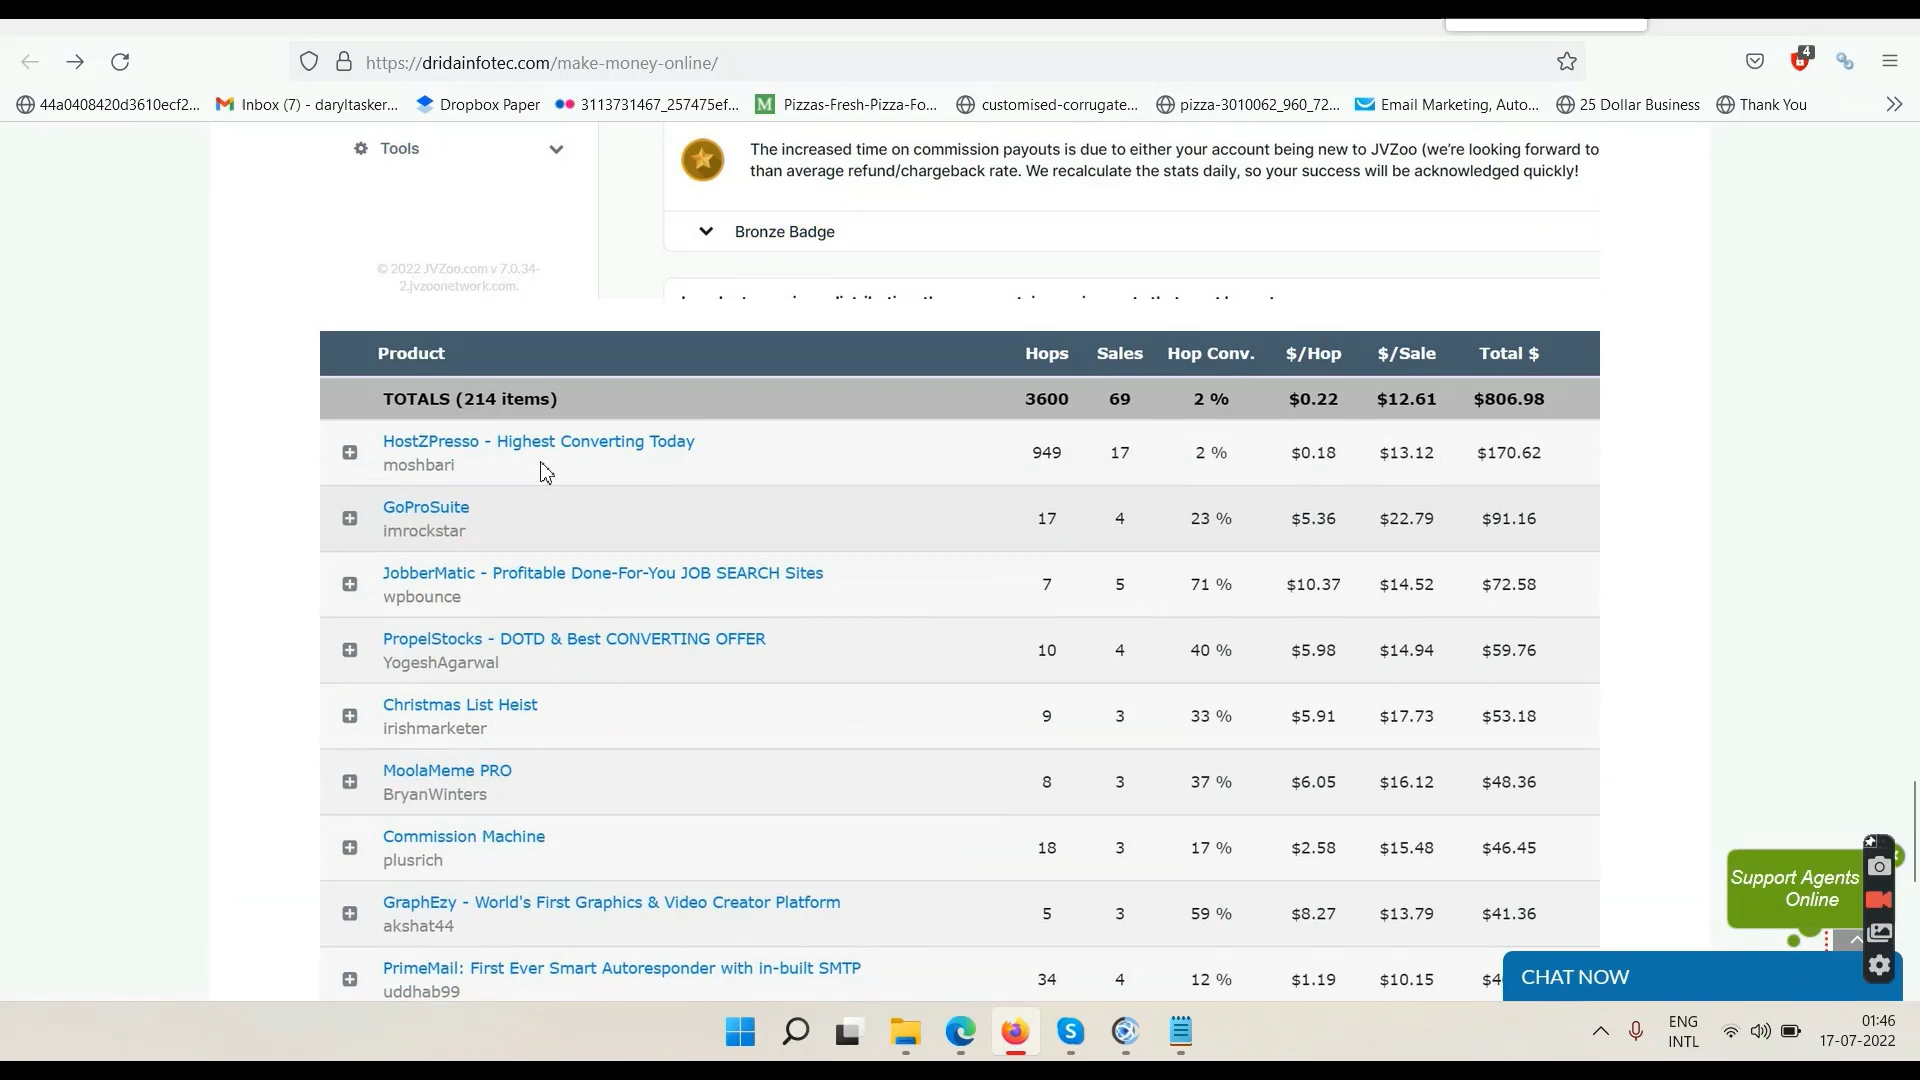 https://dridainfotec.com/make-money-online/
4
44a0408420d3610ecf2...
Inbox (7) - daryltasker...
Dropbox Paper
3113731467_257475ef...
M
Pizzas-Fresh-Pizza-Fo...
customised-corrugate...
pizza-3010062_960_72...
Email Marketing, Auto...
25 Dollar Business
Thank You
Tools
The increased time on commission payouts is due to either your account being new to JVZoo (we're looking forward to
than average refund/chargeback rate. We recalculate the stats daily, so your success will be acknowledged quickly!
Bronze Badge
© 2022 JVZoo.com v 7.0.34-
2.jvzoonetwork.com.
Product Hops Sales Hop Conv. $/Hop $/Sale Total $
TOTALS (214 items) 3600 69 2 % $0.22 $12.61 $806.98
HostZPresso - Highest Converting Today
moshbari
949 17 2 % $0.18 $13.12 $170.62
GoProSuite
imrockstar
17 4 23 % $5.36 $22.79 $91.16
JobberMatic - Profitable Done-For-You JOB SEARCH Sites
wpbounce
7 5 71 % $10.37 $14.52 $72.58
PropelStocks - DOTD & Best CONVERTING OFFER
YogeshAgarwal
10 4 40 % $5.98 $14.94 $59.76
Christmas List Heist
irishmarketer
9 3 33 % $5.91 $17.73 $53.18
MoolaMeme PRO
BryanWinters
8 3 37 % $6.05 $16.12 $48.36
Commission Machine
plusrich
18 3 17 % $2.58 $15.48 $46.45
GraphEzy - World's First Graphics & Video Creator Platform
akshat44
5 3 59 % $8.27 $13.79 $41.36
PrimeMail: First Ever Smart Autoresponder with in-built SMTP
uddhab99
34 4 12 % $1.19 $10.15
Support Agents
Online
CHAT NOW
ENG
INTL
01:46
17-07-2022